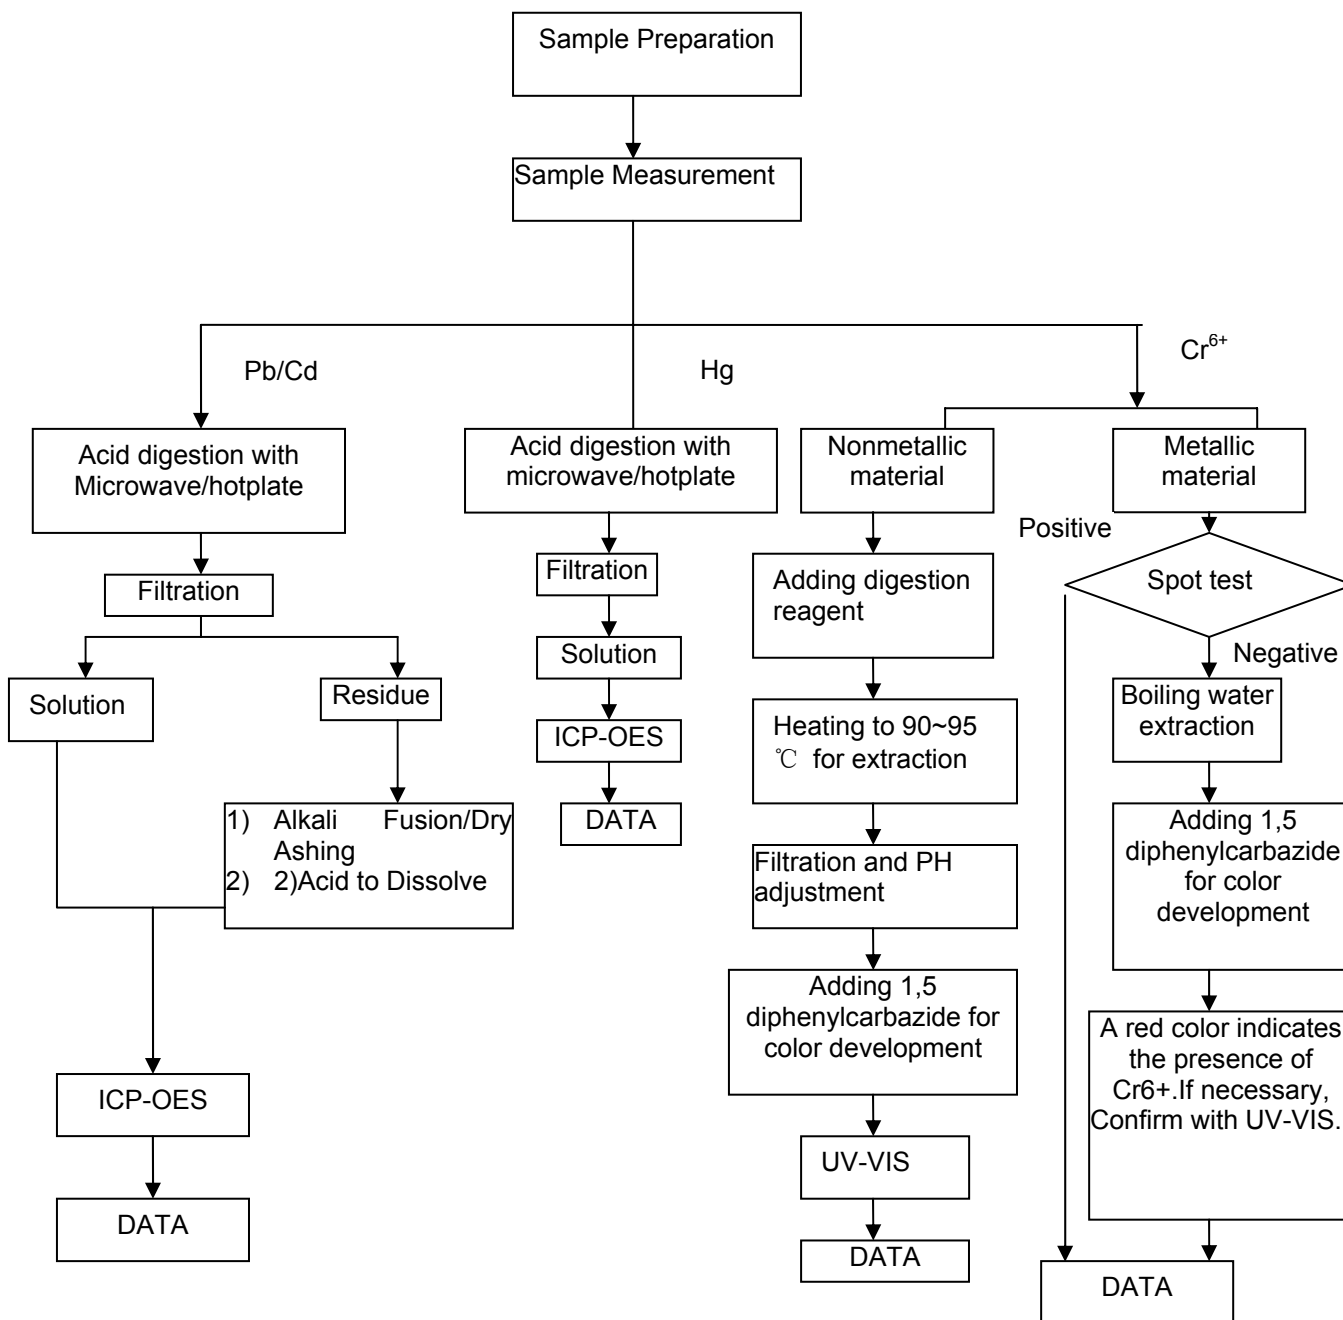 Sample Preparation
Sample Measurement
Pb/Cd
Hg
Cr6+
Acid digestion with
Microwave/hotplate
Filtration
Solution
Residue
1) Alkali Fusion/Dry
Ashing
2) 2)Acid to Dissolve
ICP-OES
DATA
Acid digestion with
microwave/hotplate
Filtration
Solution
ICP-OES
DATA
Nonmetallic
material
Adding digestion
reagent
Heating to 90~95
℃ for extraction
Filtration and PH
adjustment
Adding 1,5
diphenylcarbazide for
color development
UV-VIS
DATA
Metallic
material
Positive
Spot test
Negative
Boiling water
extraction
Adding 1,5
diphenylcarbazide
for color
development
A red color indicates
the presence of
Cr6+.If necessary,
Confirm with UV-VIS.
DATA